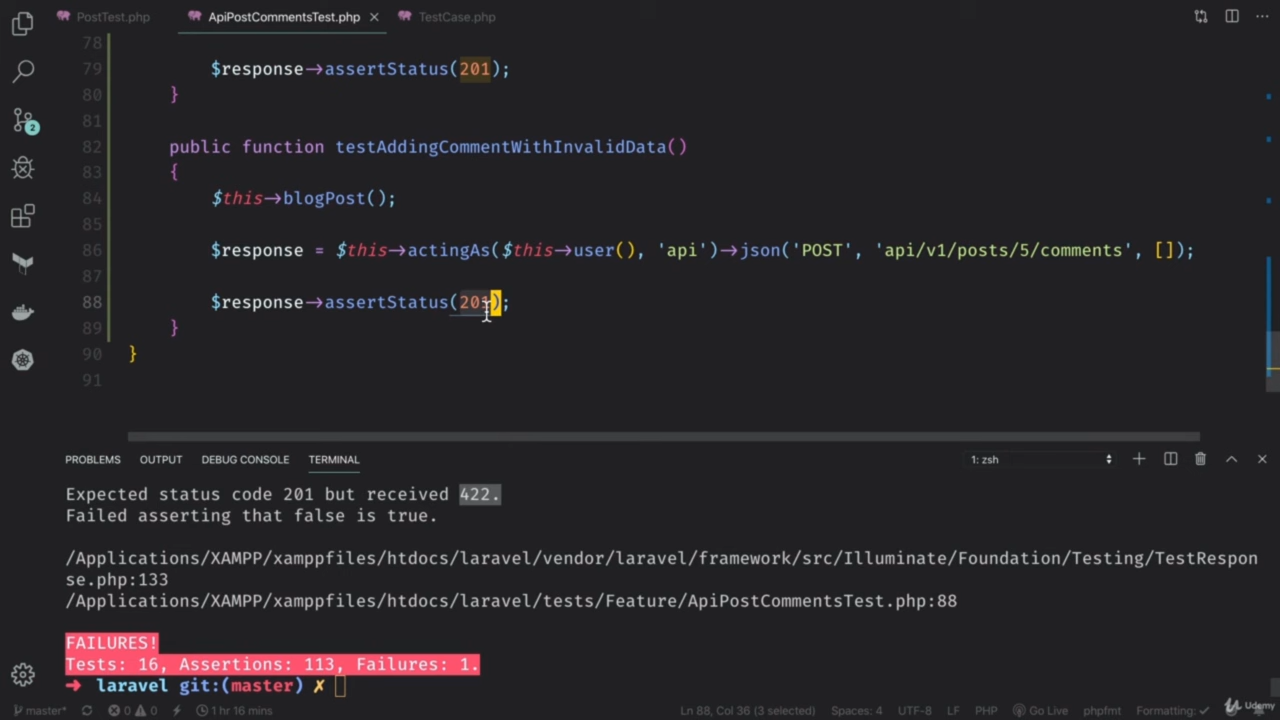 PostTest.php ApiPostCommentsTest.php TestCase.php
78
79 $response→assertStatus(201);
80 }
81
82 public function testAddingCommentWithInvalidData()
83 {
84 $this→blogPost();
85
86 $response = $this→actingAs($this→user(), 'api')→json('POST', 'api/v1/posts/5/comments', []);
87
88 $response→assertStatus(201);
89 }
90 }
91
2
PROBLEMS OUTPUT DEBUG CONSOLE TERMINAL 1: zsh
Expected status code 201 but received 422.
Failed asserting that false is true.
/Applications/XAMPP/xamppfiles/htdocs/laravel/vendor/laravel/framework/src/Illuminate/Foundation/Testing/TestRespon
se.php:133
/Applications/XAMPP/xamppfiles/htdocs/laravel/tests/Feature/ApiPostCommentsTest.php:88
FAILURES!
Tests: 16, Assertions: 113, Failures: 1.
➜ laravel git:(master) ✗
master* 0 0 1 hr 16 mins Ln 88, Col 36 (3 selected) Spaces: 4 UTF-8 LF PHP Go Live phpfmt Formatting: ✓
Udemy